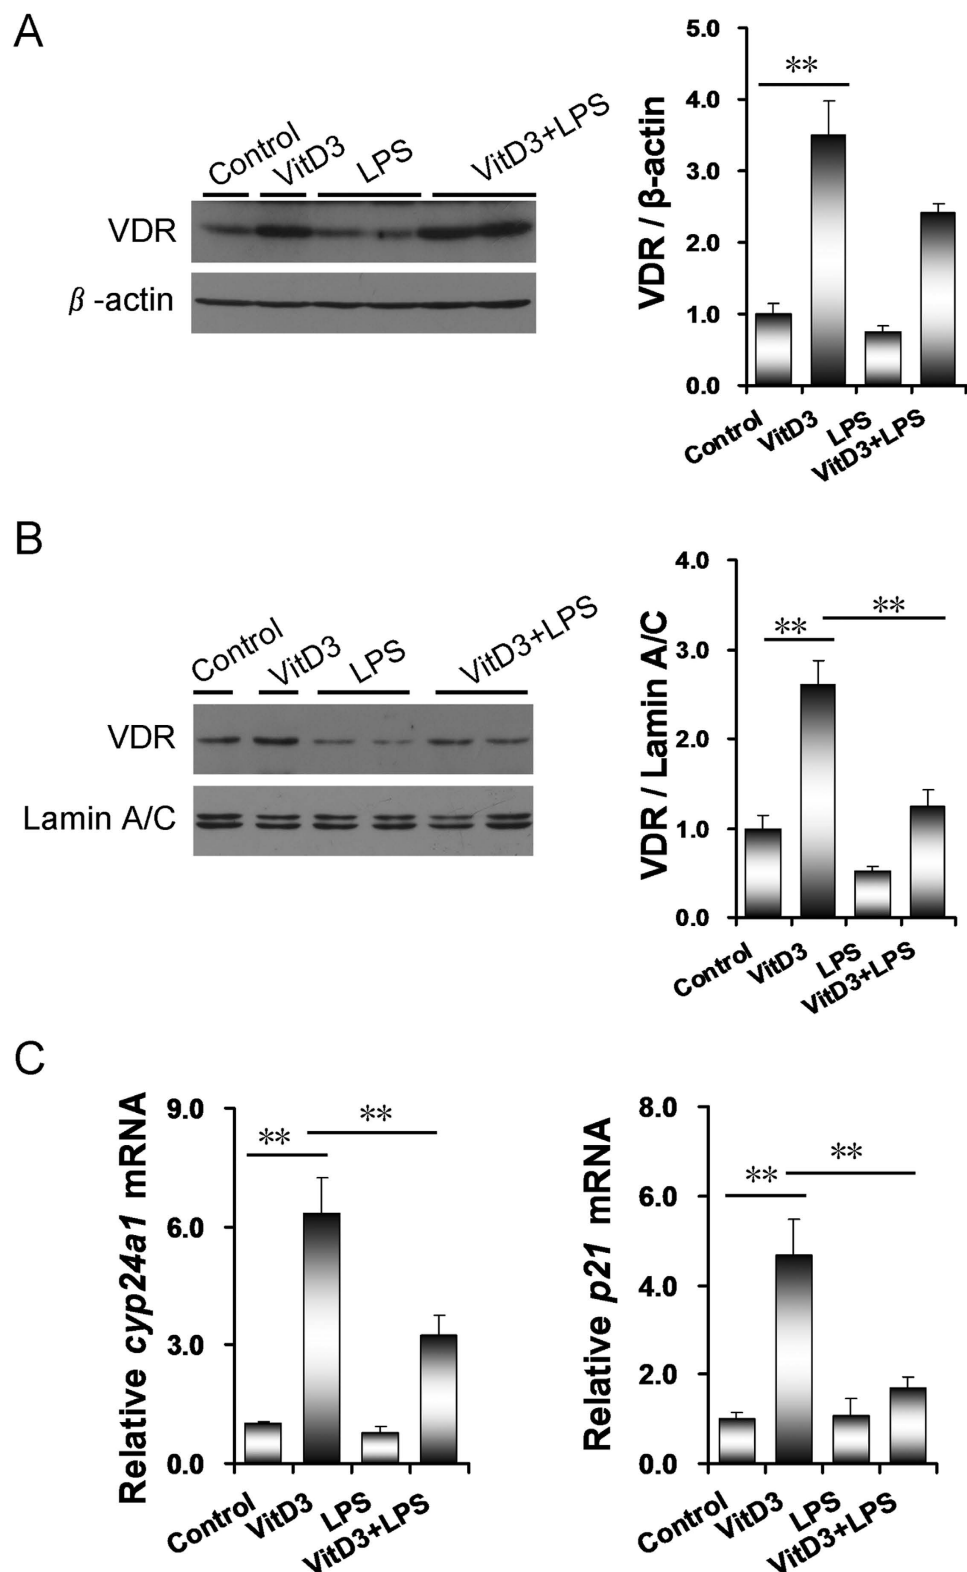 A
Control
VitD3
LPS
VitD3+LPS
VDR
β-actin
VDR / β-actin
5.0
4.0
3.0
2.0
1.0
0.0
**
Control
VitD3
LPS
VitD3+LPS
B
Control
VitD3
LPS
VitD3+LPS
VDR
Lamin A/C
VDR / Lamin A/C
4.0
3.0
2.0
1.0
0.0
**
**
Control
VitD3
LPS
VitD3+LPS
C
Relative cyp24a1 mRNA
9.0
6.0
3.0
0.0
**
**
Control
VitD3
LPS
VitD3+LPS
Relative p21 mRNA
8.0
6.0
4.0
2.0
0.0
**
**
Control
VitD3
LPS
VitD3+LPS